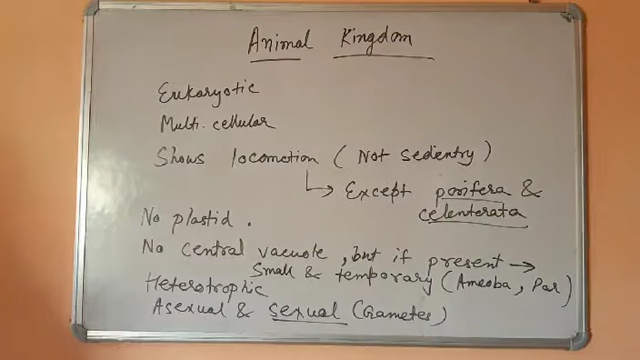 Animal Kingdom
Eukaryotic
Multi-cellular
Shows locomotion ( Not sedentry )
↳ Except porifera &
celenterata
No plastid .
No central vacuole , but if present →
Small & temporary ( Ameoba , Par )
Heterotrophic
Asexual & sexual ( Gametes )